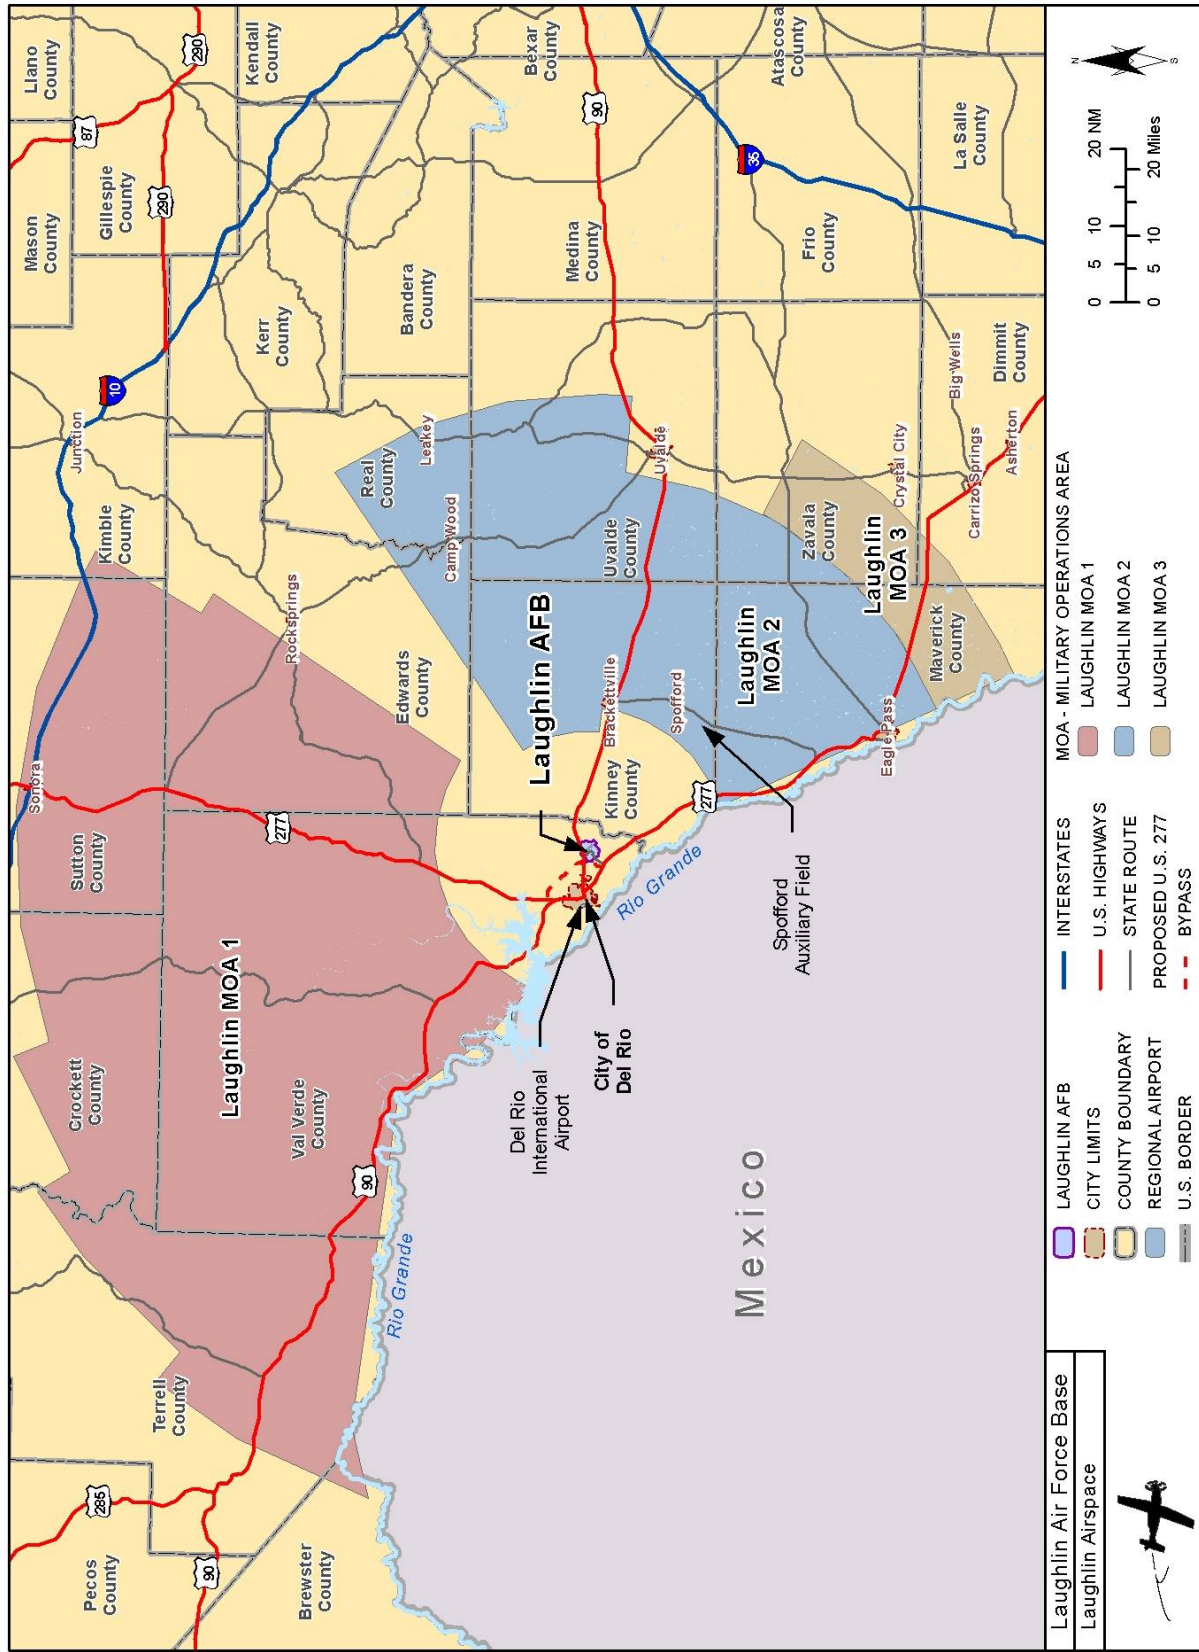 Llano
County
290
Kendall
County
Bexar
County
Atascosa
County
87
Mason
County
Gillespie
County
290
90
35
La Salle
County
Medina
County
Frio
County
Bandera
County
Kerr
County
10
Junction
Kimble
County
Real
County
Leakey
Camp Wood
Uvalde
Uvalde
County
Zavala
County
Crystal City
Big Wells
Dimmit
County
Carrizo Springs
Asherton
Rocksprings
Edwards
County
Laughlin AFB
Brackettville
Spofford
Laughlin
MOA 2
Laughlin
MOA 3
Maverick
County
Eagle Pass
Sonora
Sutton
County
277
Kinney
County
277
Rio Grande
Spofford
Auxiliary Field
Laughlin MOA 1
Crockett
County
Val Verde
County
90
Del Rio
International
Airport
City of
Del Rio
Rio Grande
Mexico
Terrell
County
285
Pecos
County
90
Brewster
County
Laughlin Air Force Base
Laughlin Airspace
LAUGHLIN AFB
CITY LIMITS
COUNTY BOUNDARY
REGIONAL AIRPORT
U.S. BORDER
INTERSTATES
U.S. HIGHWAYS
STATE ROUTE
PROPOSED U.S. 277
BYPASS
MOA - MILITARY OPERATIONS AREA
LAUGHLIN MOA 1
LAUGHLIN MOA 2
LAUGHLIN MOA 3
0 5 10 20 NM
0 5 10 20 Miles
N
S